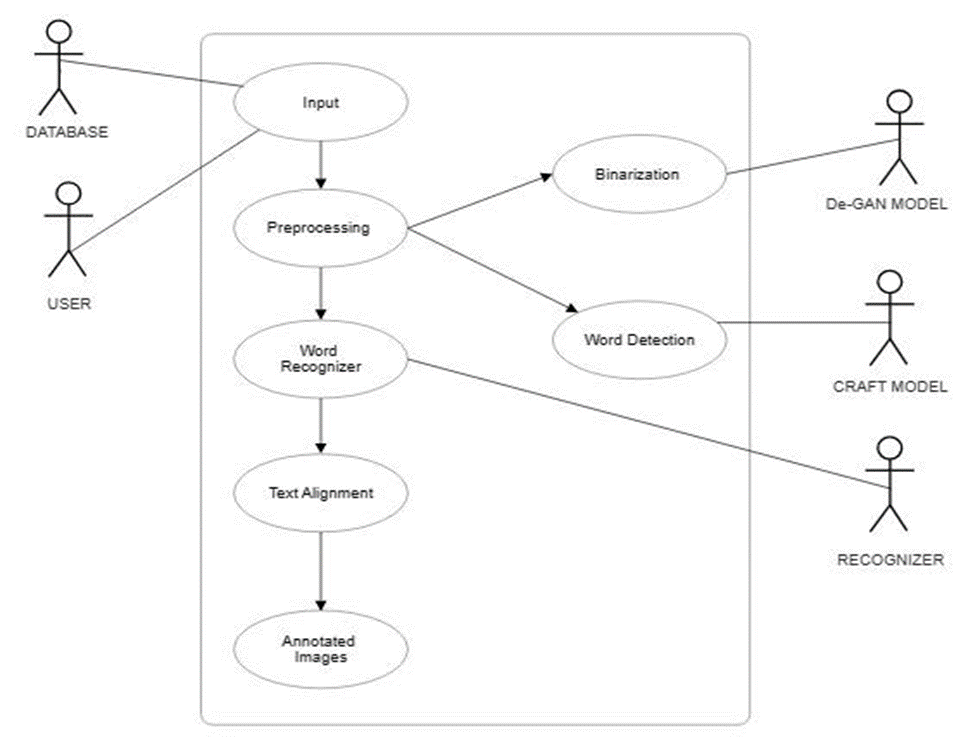 DATABASE
USER
Input
Preprocessing
Word
Recognizer
Text Alignment
Annotated
Images
Binarization
Word Detection
De-GAN MODEL
CRAFT MODEL
RECOGNIZER